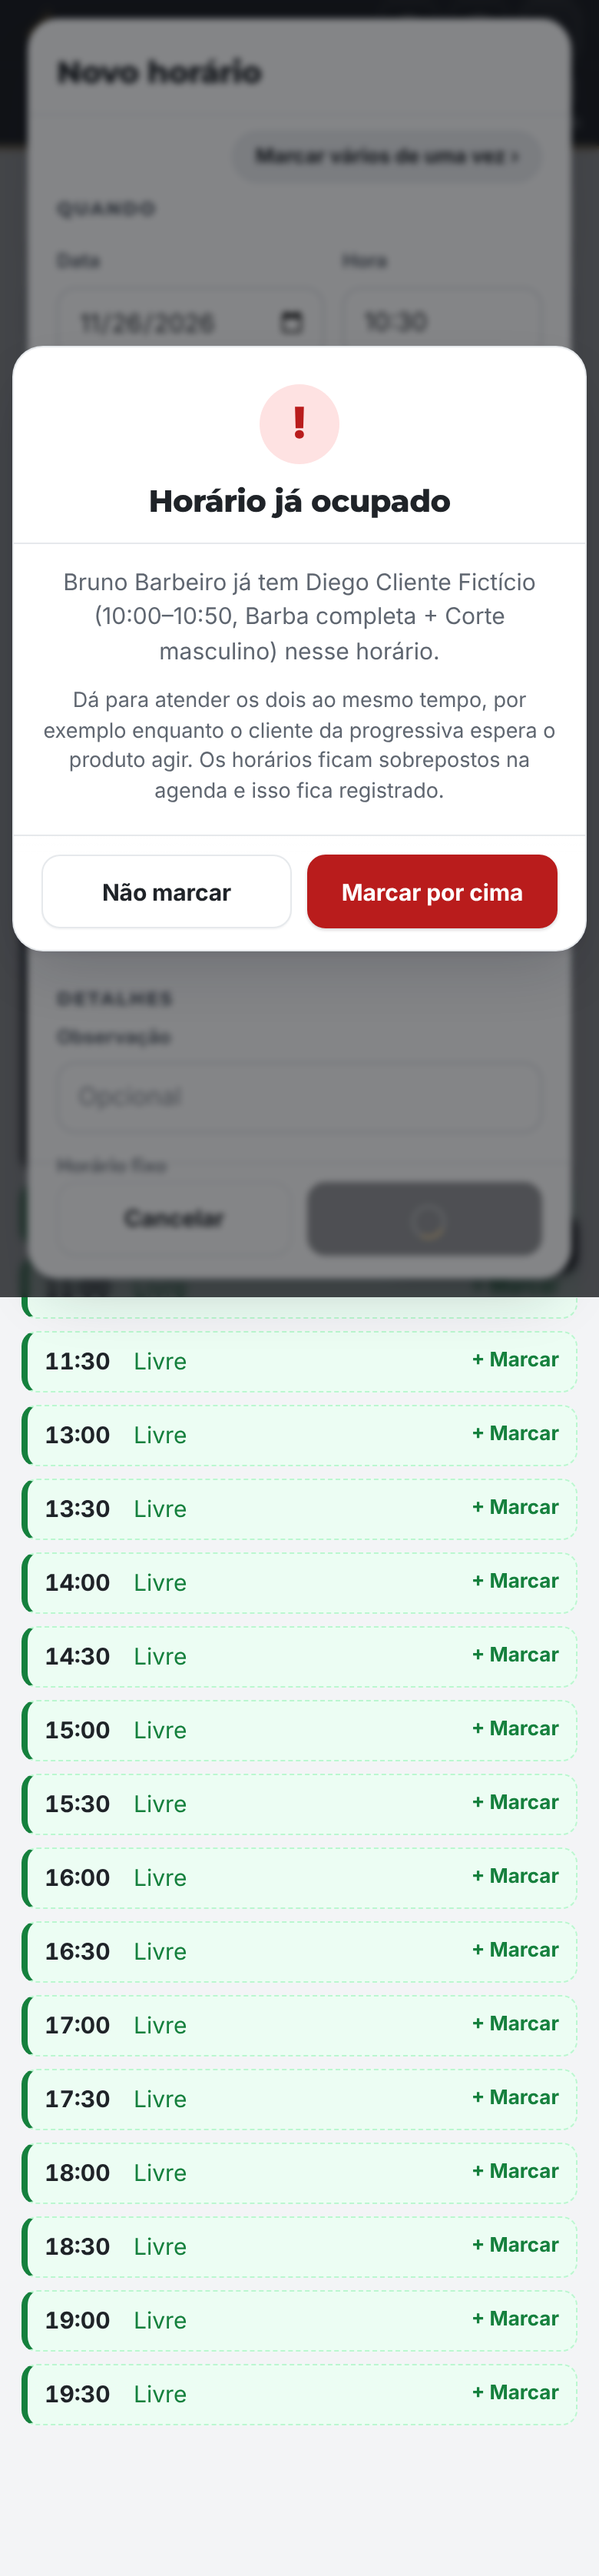 Novo horário
Marcar vários de uma vez ›
QUANDO
Data
Hora
11/26/2026
10:30
!
Horário já ocupado
Bruno Barbeiro já tem Diego Cliente Fictício
(10:00–10:50, Barba completa + Corte
masculino) nesse horário.
Dá para atender os dois ao mesmo tempo, por
exemplo enquanto o cliente da progressiva espera o
produto agir. Os horários ficam sobrepostos na
agenda e isso fica registrado.
Não marcar
Marcar por cima
DETALHES
Observação
Opcional
Horário fixo
Cancelar
11:30 Livre + Marcar
13:00 Livre + Marcar
13:30 Livre + Marcar
14:00 Livre + Marcar
14:30 Livre + Marcar
15:00 Livre + Marcar
15:30 Livre + Marcar
16:00 Livre + Marcar
16:30 Livre + Marcar
17:00 Livre + Marcar
17:30 Livre + Marcar
18:00 Livre + Marcar
18:30 Livre + Marcar
19:00 Livre + Marcar
19:30 Livre + Marcar